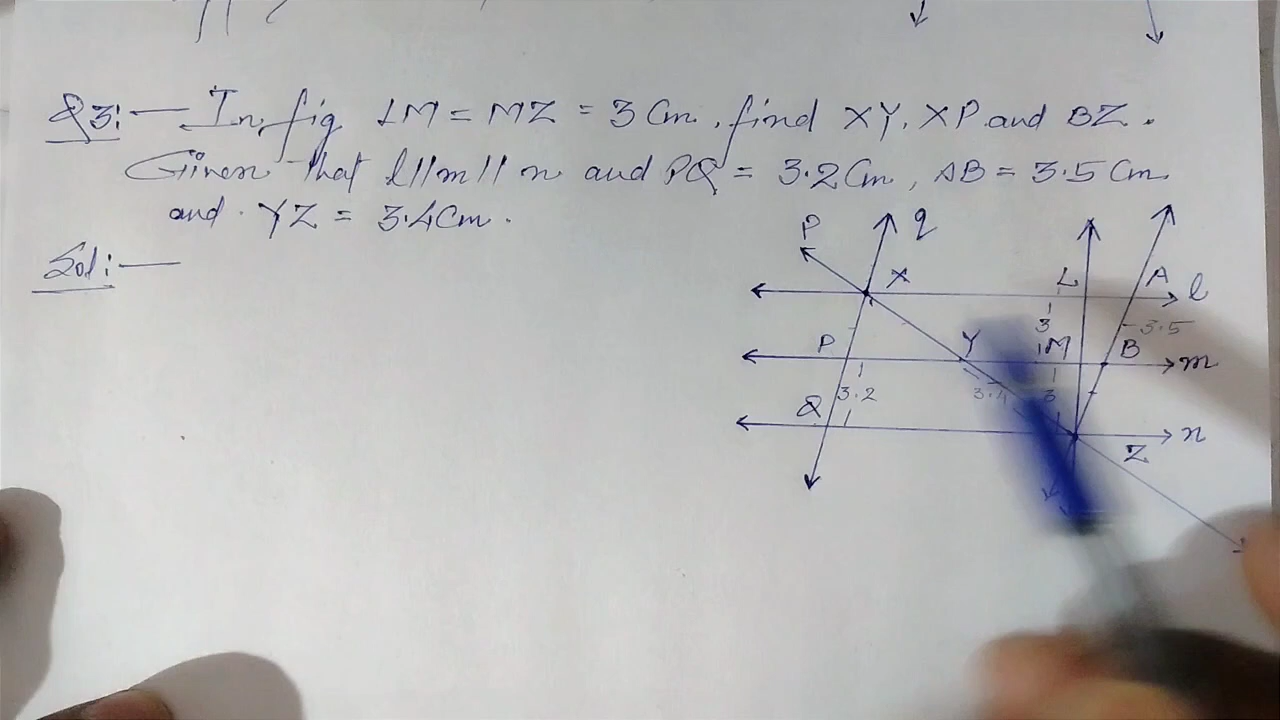 Q3:— In fig LM = MZ = 3 Cm, find XY, XP and BZ.
Given that l||m||n and PQ = 3.2 Cm, AB = 3.5 Cm
and YZ = 3.4 Cm.
Sol:—
P q
X L A l
3 3.5
P Y M B m
3.2 3.4 3
Q Z n